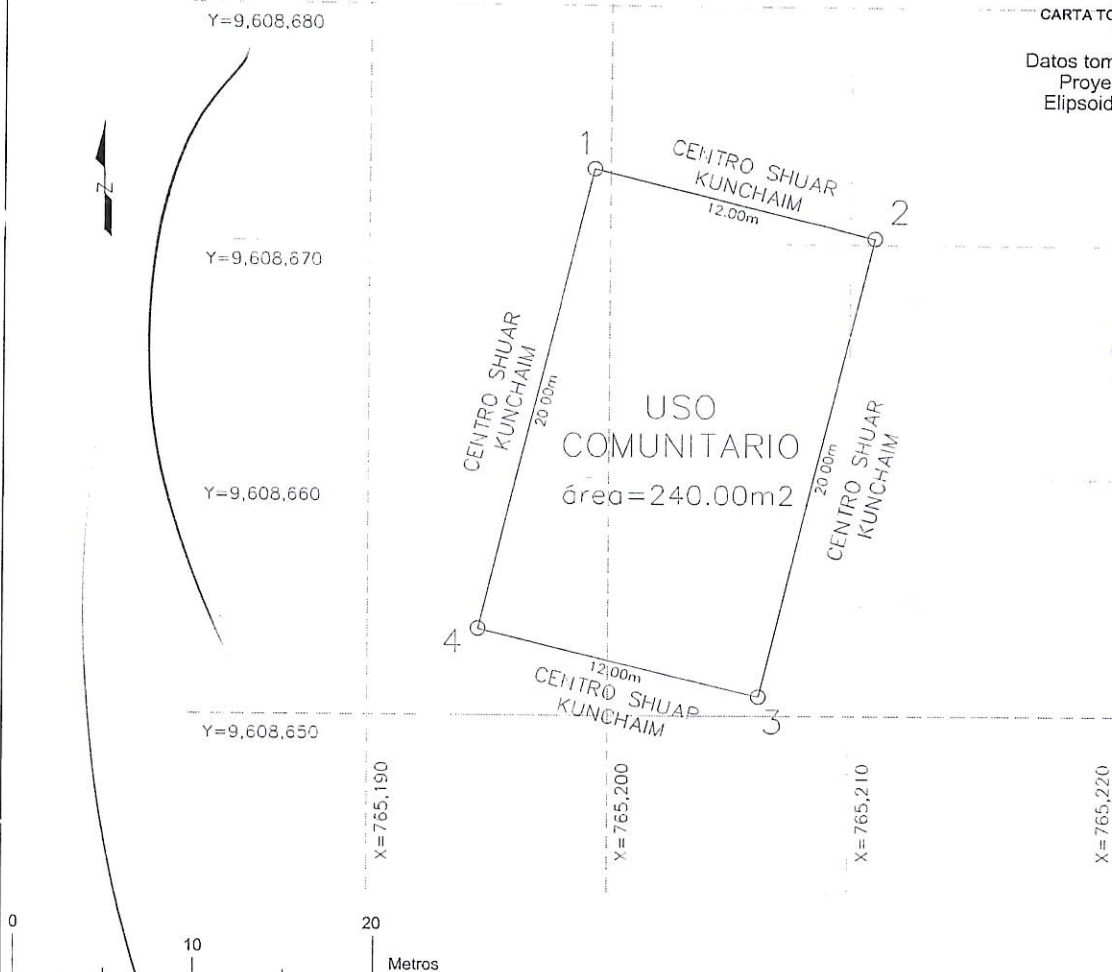 Y=9,608,680
CARTA TO
Datos tom
Proye
Elipsoid
N
1
CENTRO SHUAR
KUNCHAIM
12.00m
2
Y=9,608,670
CENTRO SHUAR
KUNCHAIM
20.00m
USO
COMUNITARIO
área=240.00m2
20.00m
CENTRO SHUAR
KUNCHAIM
Y=9,608,660
4
12.00m
CENTRO SHUAR
KUNCHAIM
3
Y=9,608,650
X=765,190
X=765,200
X=765,210
X=765,220
0
10
20
Metros